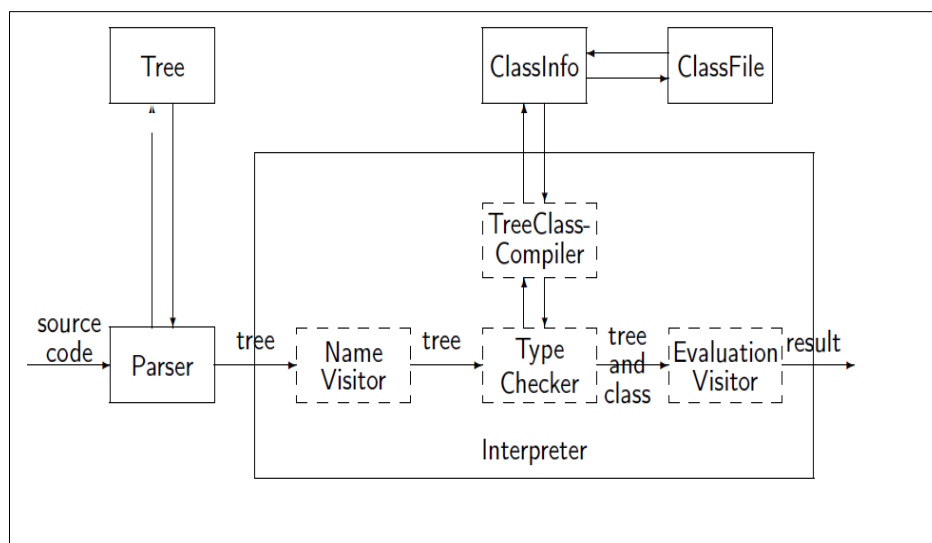 Tree
ClassInfo
ClassFile
TreeClass-
Compiler
source
code
Parser
tree
Name
Visitor
tree
Type
Checker
tree
and
class
Evaluation
Visitor
result
Interpreter